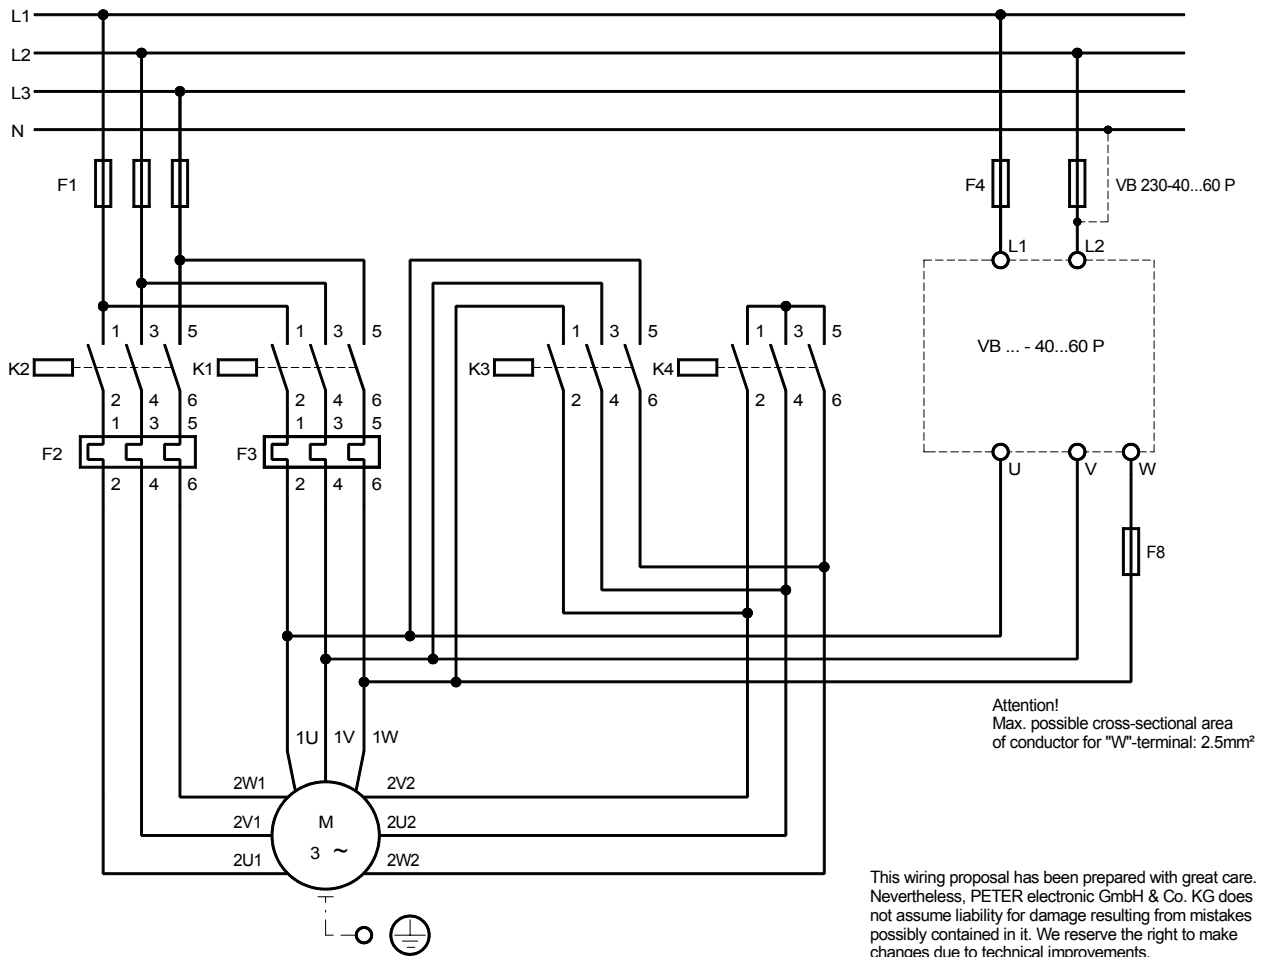 L1
L2
L3
N
F1
F4
VB 230-40...60 P
L1
L2
1 3 5
1 3 5
1 3 5
1 3 5
VB ... - 40...60 P
K2
K1
K3
K4
2 4 6
2 4 6
2 4 6
2 4 6
1 3 5
1 3 5
F2
F3
U
V
W
2 4 6
2 4 6
F8
Attention!
Max. possible cross-sectional area
of conductor for "W"-terminal: 2.5mm²
1U 1V 1W
2W1
2V2
2V1
M
2U2
3 ~
2U1
2W2
This wiring proposal has been prepared with great care.
Nevertheless, PETER electronic GmbH & Co. KG does
not assume liability for damage resulting from mistakes
possibly contained in it. We reserve the right to make
changes due to technical improvements.